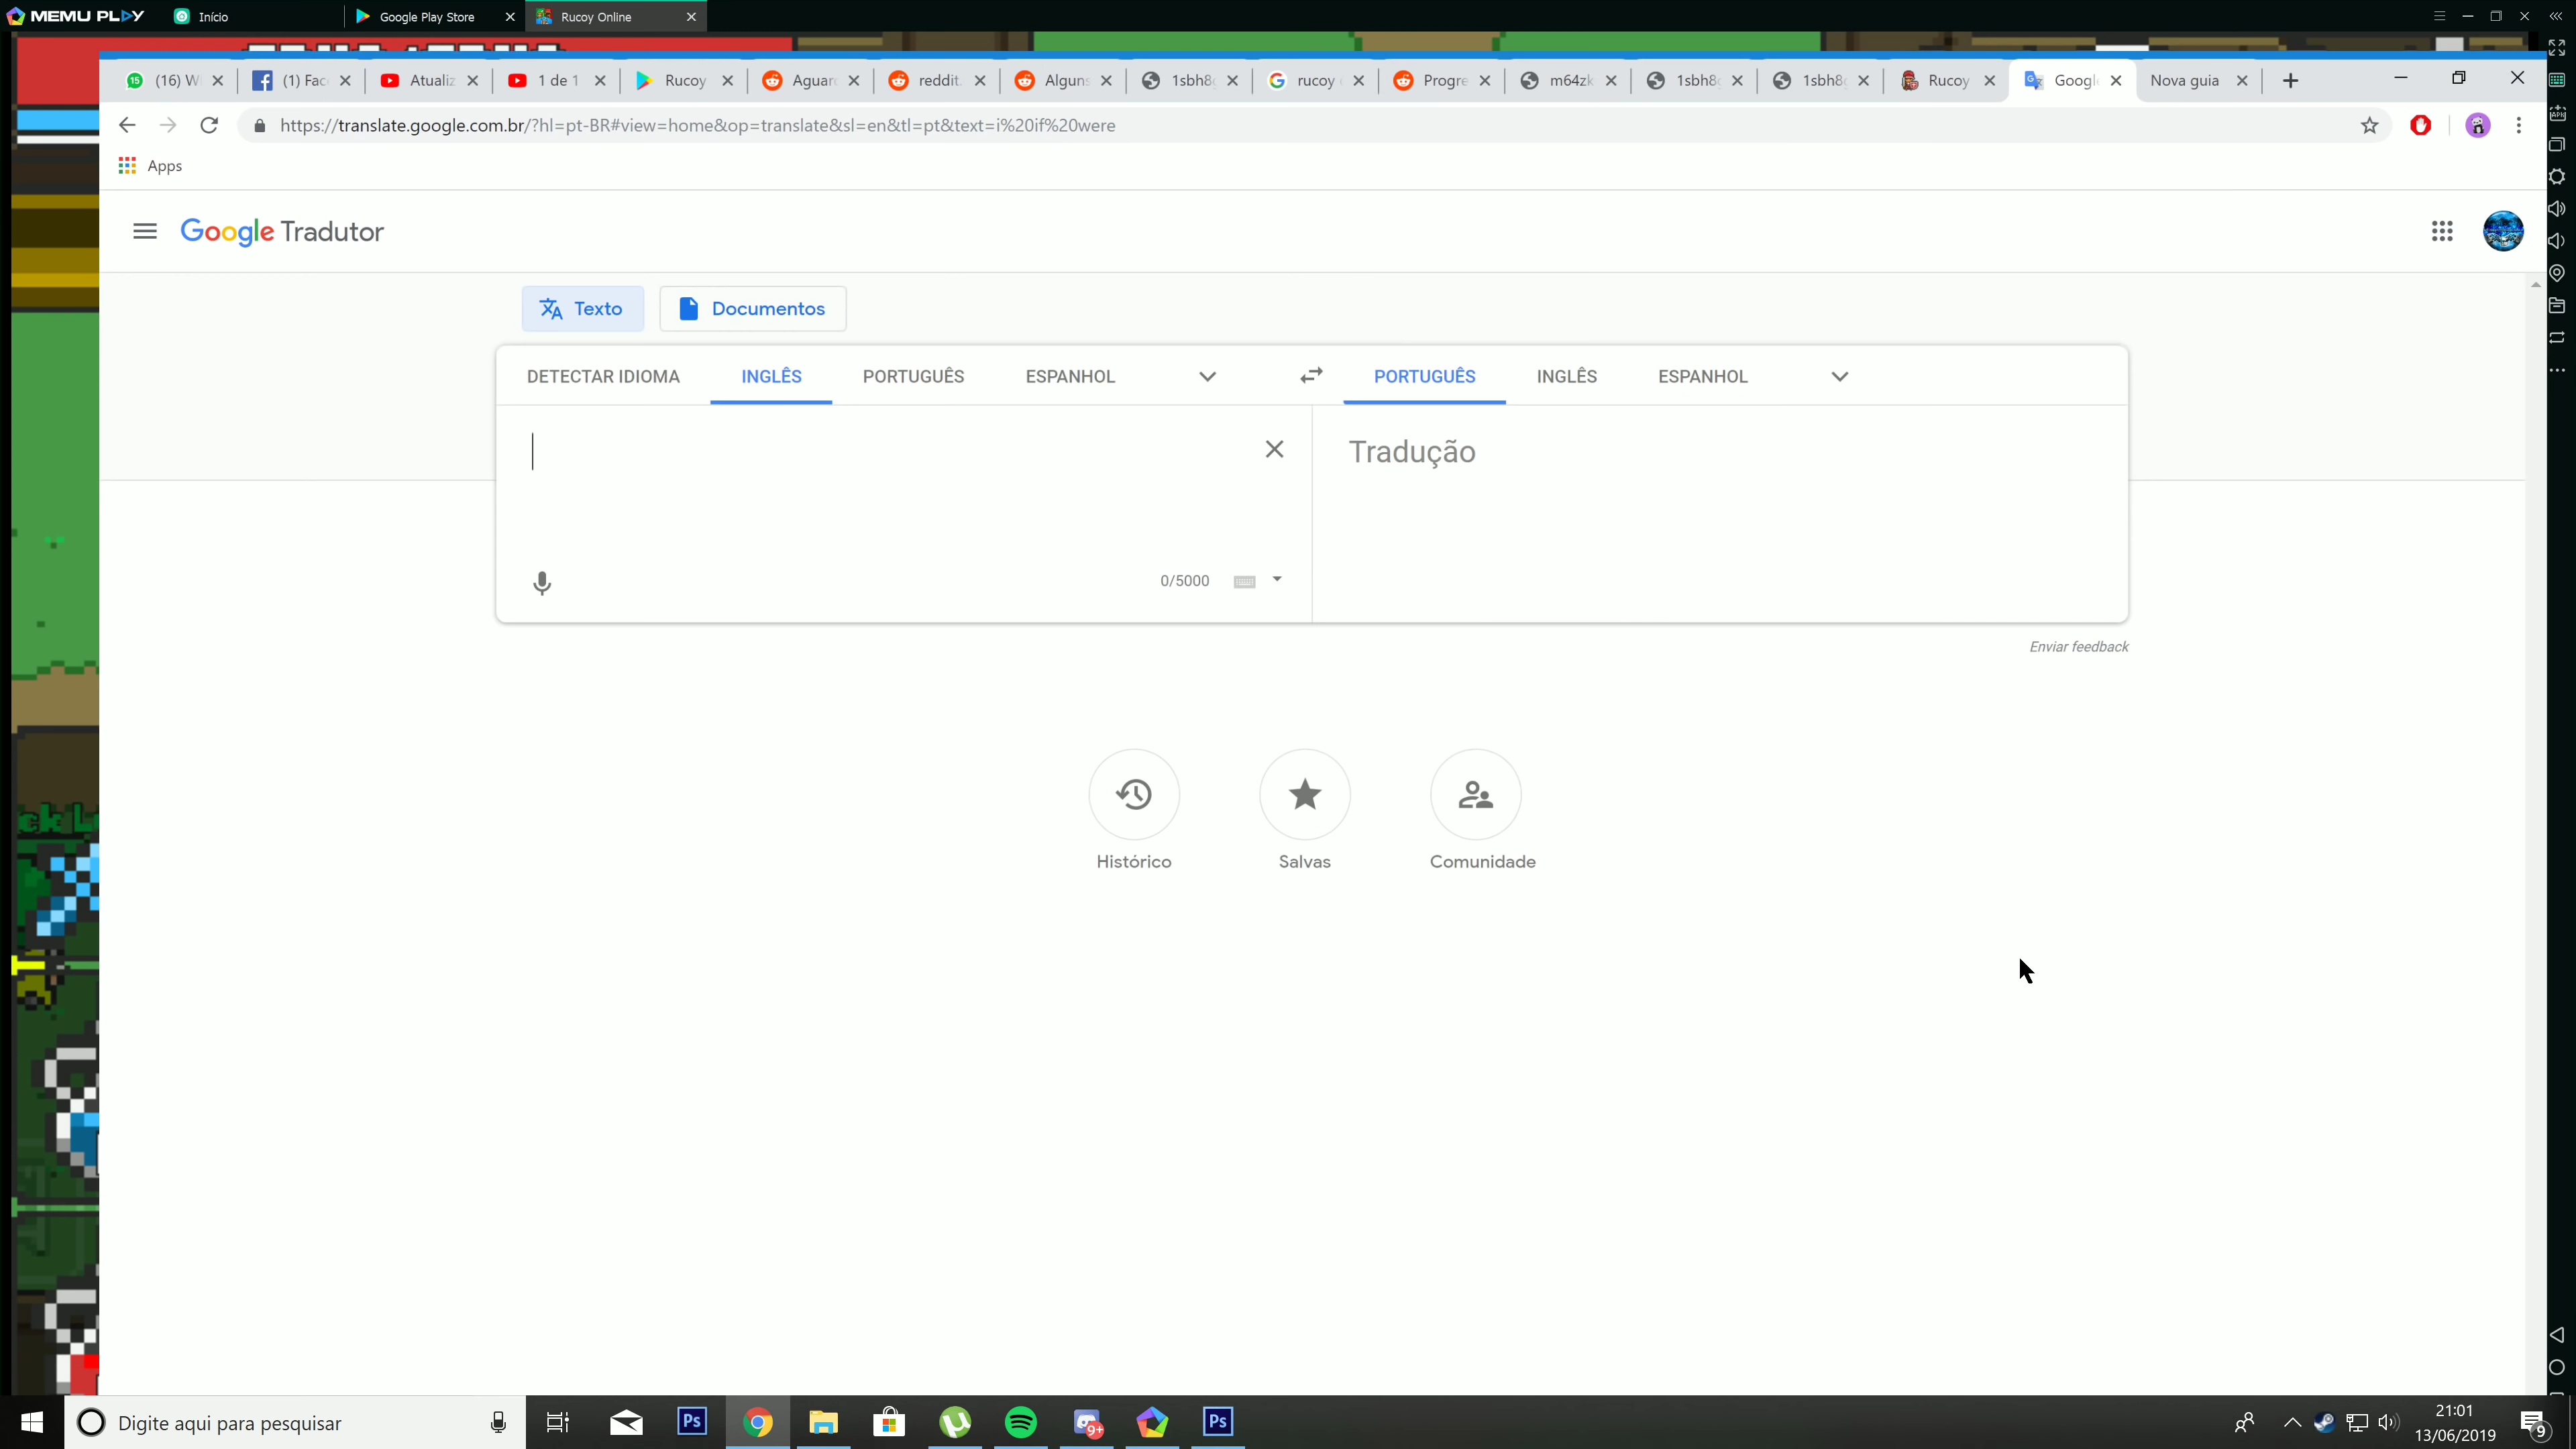 MEMU PLAY Início Google Play Store Rucoy Online
(16) W (1) Fac Atualiz 1 de 1 Rucoy Aguar reddit. Alguns 1sbh8 rucoy Progre m64zk 1sbh8 1sbh8 Rucoy Googl Nova guia
https://translate.google.com.br/?hl=pt-BR#view=home&op=translate&sl=en&tl=pt&text=i%20if%20were
Apps
Google Tradutor
Texto Documentos
DETECTAR IDIOMA INGLÊS PORTUGUÊS ESPANHOL PORTUGUÊS INGLÊS ESPANHOL
Tradução
0/5000
Enviar feedback
Histórico Salvas Comunidade
Digite aqui para pesquisar
Ps
9+
Ps
21:01
13/06/2019
9